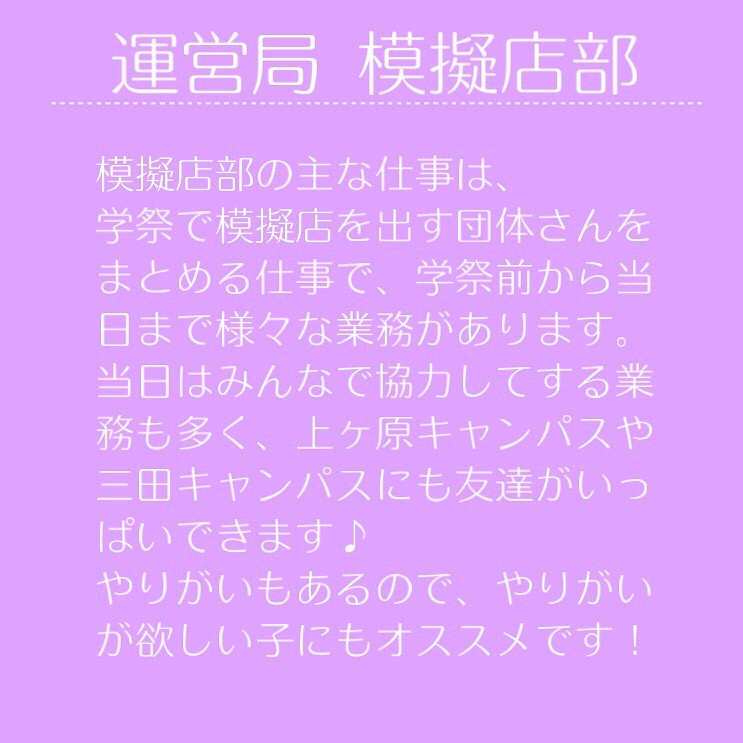 運営局 模擬店部
模擬店部の主な仕事は、
学祭で模擬店を出す団体さんを
まとめる仕事で、学祭前から当
日まで様々な業務があります。
当日はみんなで協力してする業
務も多く、上ヶ原キャンパスや
三田キャンパスにも友達がいっ
ぱいできます♪
やりがいもあるので、やりがい
が欲しい子にもオススメです！